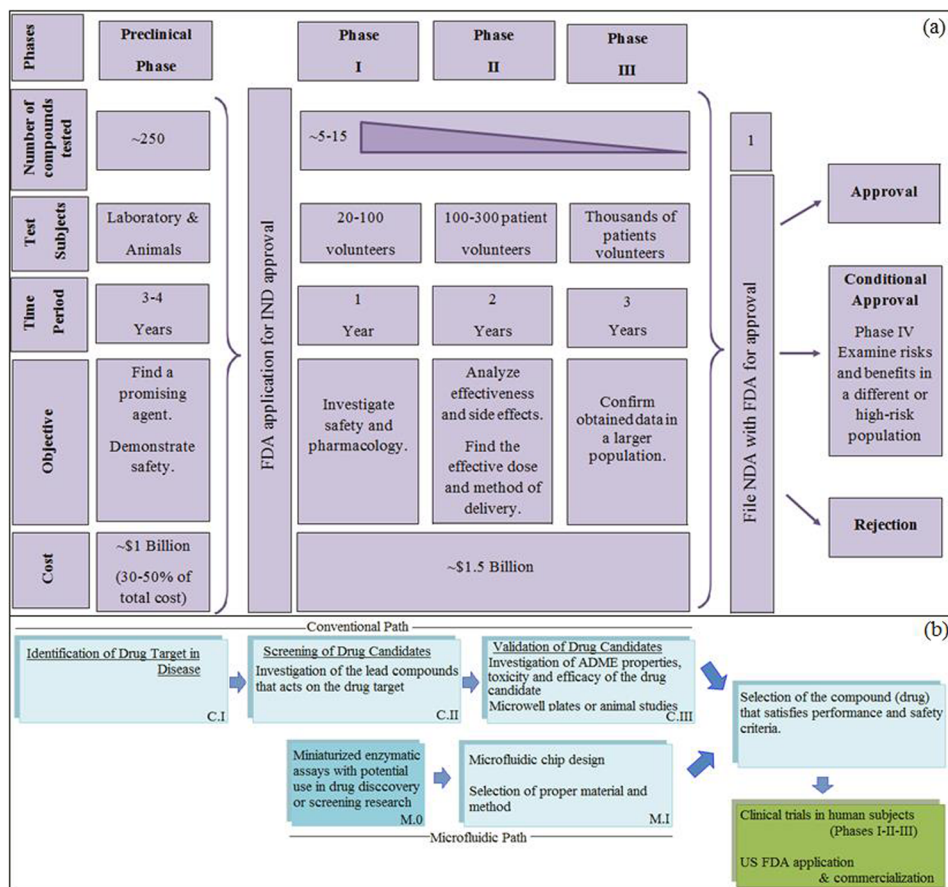 (a)
Phases
Preclinical
Phase
Phase
I
Phase
II
Phase
III
Number of
compounds
tested
~250
~5-15
1
Test
Subjects
Laboratory &
Animals
20-100
volunteers
100-300 patient
volunteers
Thousands of
patients
volunteers
Time
Period
3-4
Years
1
Year
2
Years
3
Years
Objective
Find a
promising
agent.
Demonstrate
safety.
Investigate
safety and
pharmacology.
Analyze
effectiveness
and side effects.
Find the
effective dose
and method of
delivery.
Confirm
obtained data in
a larger
population.
Cost
~$1 Billion
(30-50% of
total cost)
~$1.5 Billion
FDA application for IND approval
File NDA with FDA for approval
Approval
Conditional
Approval
Phase IV
Examine risks
and benefits in
a different or
high-risk
population
Rejection
(b)
Conventional Path
Identification of Drug Target in
Disease
C.I
Screening of Drug Candidates
Investigation of the lead compounds
that acts on the drug target
C.II
Validation of Drug Candidates
Investigation of ADME properties,
toxicity and efficacy of the drug
candidate
Microwell plates or animal studies
C.III
Miniaturized enzymatic
assays with potential
use in drug disccovery
or screening research
M.0
Microfluidic chip design
Selection of proper material and
method
M.I
Microfluidic Path
Selection of the compound (drug)
that satisfies performance and safety
criteria.
Clinical trials in human subjects
(Phases I-II-III)
US FDA application
& commercialization